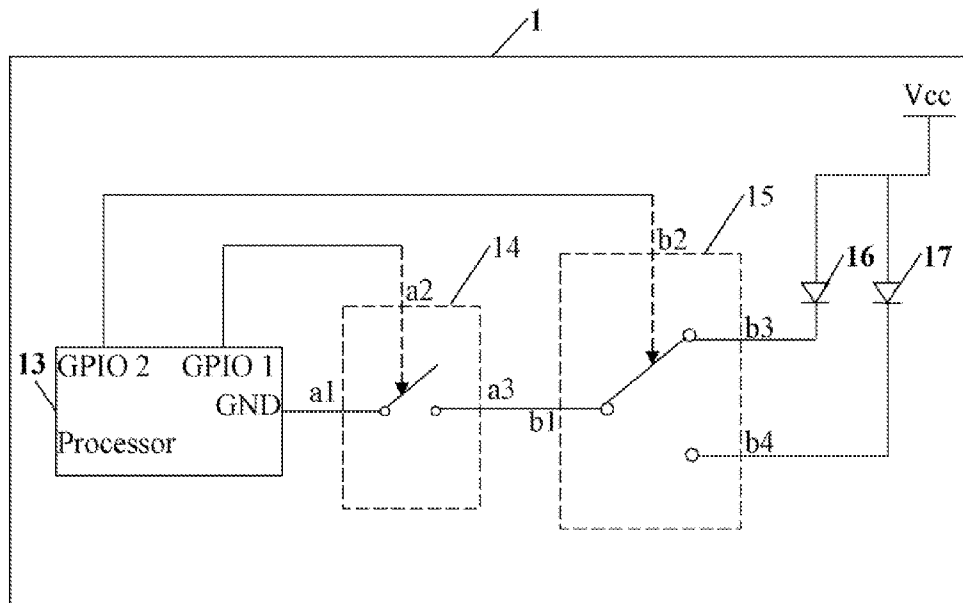 1
Vcc
15
b2
14
16
17
a2
b3
13
GPIO 2
GPIO 1
GND
a1
a3
b1
Processor
b4